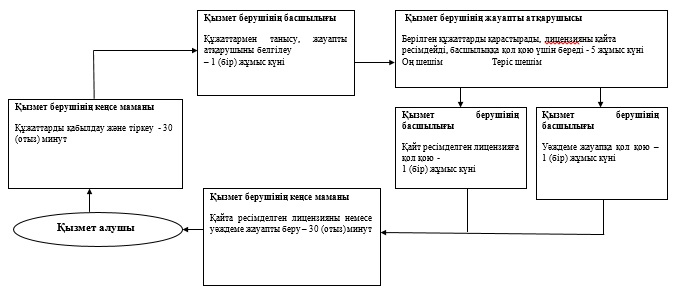 Қызмет берушінің басшылығы
Құжаттармен танысу, жауапты
атқарушыны белгілеу
– 1 (бір) жұмыс күні
Қызмет берушінің жауапты атқарушысы
Берілген құжаттарды қарастырады, лицензияны қайта
ресімдейді, басшылыққа қол қою үшін береді - 5 жұмыс күні
Оң шешім Теріс шешім
Қызмет берушінің кеңсе маманы
Құжаттарды қабылдау және тіркеу - 30
(отыз) минут
Қызмет берушінің
басшылығы
Қайт ресімделген лицензияға
қол қою -
1 (бір) жұмыс күні
Қызмет берушінің
басшылығы
Уәждеме жауапқа қол қою –
1 (бір) жұмыс күні
Қызмет берушінің кеңсе маманы
Қайта ресімделген лицензияны немесе
уәждеме жауапты беру – 30 (отыз) минут
Қызмет алушы